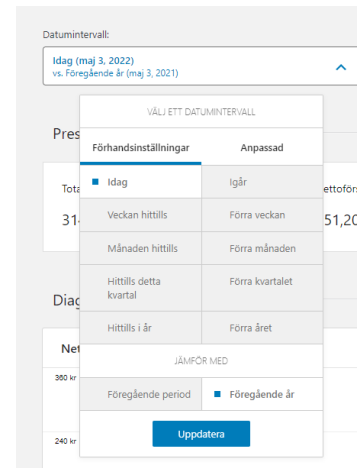 Datumintervall:
Idag (maj 3, 2022)
vs. Föregående år (maj 3, 2021)
VÄLJ ETT DATUMINTERVALL
Förhandsinställningar Anpassad
Idag Igår
Veckan hittills Förra veckan
Månaden hittills Förra månaden
Hittills detta
kvartal
Förra kvartalet
Hittills i år Förra året
JÄMFÖR MED
Föregående period Föregående år
Uppdatera
360 kr
240 kr